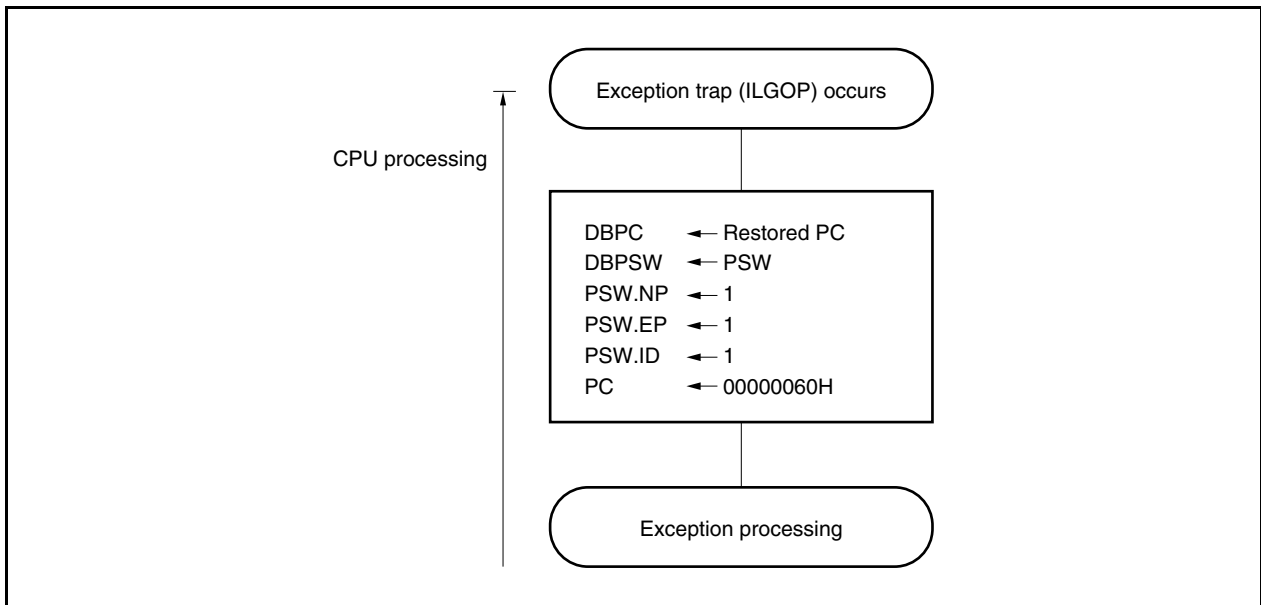 Exception trap (ILGOP) occurs
CPU processing
DBPC ← Restored PC
DBPSW ← PSW
PSW.NP ← 1
PSW.EP ← 1
PSW.ID ← 1
PC ← 00000060H
Exception processing